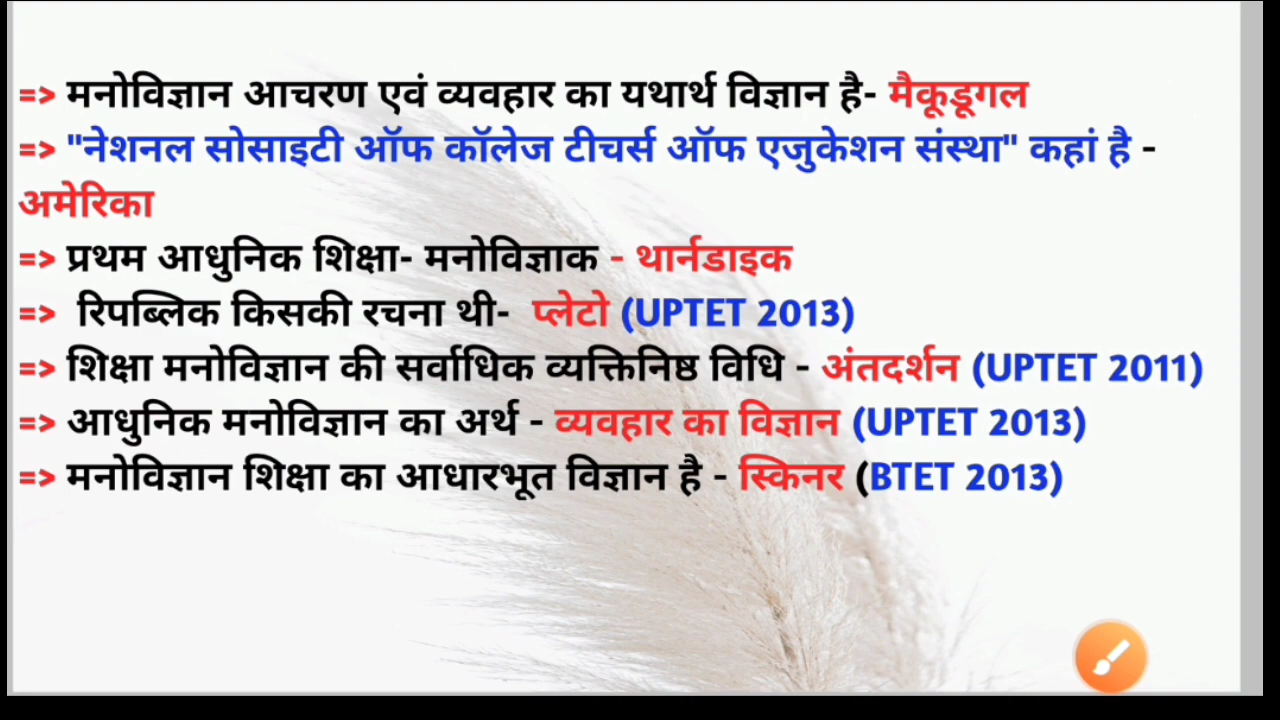 => मनोविज्ञान आचरण एवं व्यवहार का यथार्थ विज्ञान है- मैकूडूगल
=> "नेशनल सोसाइटी ऑफ कॉलेज टीचर्स ऑफ एजुकेशन संस्था" कहां है -
अमेरिका
=> प्रथम आधुनिक शिक्षा- मनोविज्ञाक - थार्नडाइक
=> रिपब्लिक किसकी रचना थी- प्लेटो (UPTET 2013)
=> शिक्षा मनोविज्ञान की सर्वाधिक व्यक्तिनिष्ठ विधि - अंतदर्शन (UPTET 2011)
=> आधुनिक मनोविज्ञान का अर्थ - व्यवहार का विज्ञान (UPTET 2013)
=> मनोविज्ञान शिक्षा का आधारभूत विज्ञान है - स्किनर (BTET 2013)